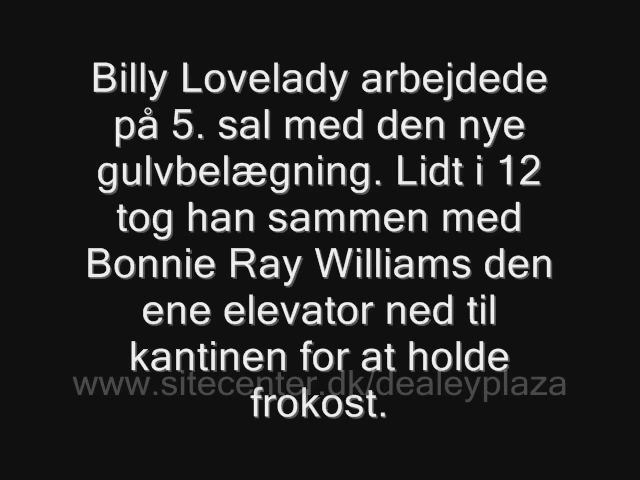 Billy Lovelady arbejdede
på 5. sal med den nye
gulvbelægning. Lidt i 12
tog han sammen med
Bonnie Ray Williams den
ene elevator ned til
kantinen for at holde
www.sitecenter.dk/dealeyplaza
frokost.